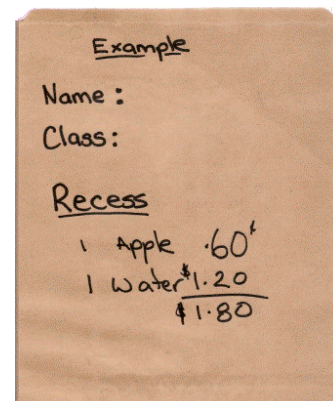 Example
Name :
Class :
Recess
1 Apple .60¢
1 Water $1.20
$1.80